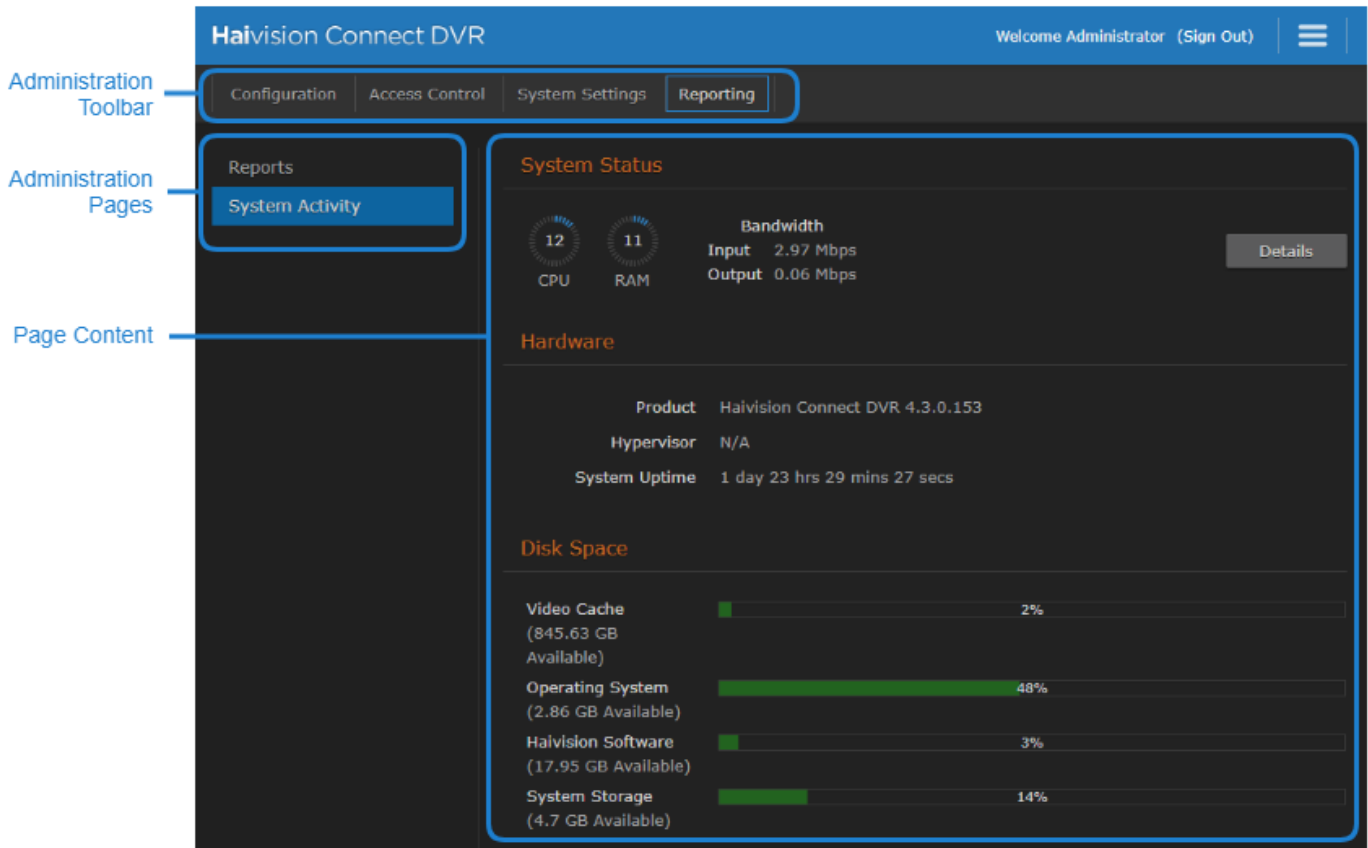 Haivision Connect DVR
Welcome Administrator (Sign Out)
Administration
Toolbar
Configuration
Access Control
System Settings
Reporting
Administration
Pages
Reports
System Activity
Page Content
System Status
12
CPU
11
RAM
Bandwidth
Input 2.97 Mbps
Output 0.06 Mbps
Details
Hardware
Product Haivision Connect DVR 4.3.0.153
Hypervisor N/A
System Uptime 1 day 23 hrs 29 mins 27 secs
Disk Space
Video Cache
(845.63 GB
Available)
2%
Operating System
(2.86 GB Available)
48%
Haivision Software
(17.95 GB Available)
3%
System Storage
(4.7 GB Available)
14%